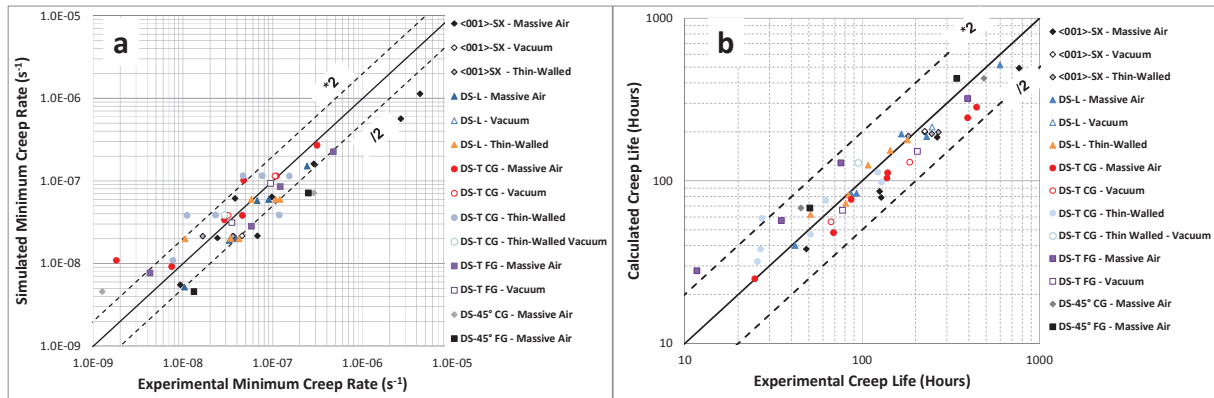 a
Simulated Minimum Creep Rate (s-1)
1.0E-05
1.0E-06
1.0E-07
1.0E-08
1.0E-09
1.0E-09 1.0E-08 1.0E-07 1.0E-06 1.0E-05
Experimental Minimum Creep Rate (s-1)
*2
/2
<001>-SX - Massive Air
<001>-SX - Vacuum
<001>SX - Thin-Walled
DS-L - Massive Air
DS-L - Vacuum
DS-L - Thin-Walled
DS-T CG - Massive Air
DS-T CG - Vacuum
DS-T CG - Thin-Walled
DS-T CG - Thin-Walled Vacuum
DS-T FG - Massive Air
DS-T FG - Vacuum
DS-45° CG - Massive Air
DS-45° FG - Massive Air
b
Calculated Creep Life (Hours)
1000
100
10
10 100 1000
Experimental Creep Life (Hours)
*2
/2
<001>-SX - Massive Air
<001>-SX - Vacuum
<001>-SX - Thin-Walled
DS-L - Massive Air
DS-L - Vacuum
DS-L - Thin-Walled
DS-T CG - Massive Air
DS-T CG - Vacuum
DS-T CG - Thin-Walled
DS-T CG - Thin Walled - Vacuum
DS-T FG - Massive Air
DS-T FG - Vacuum
DS-45° CG - Massive Air
DS-45° FG - Massive Air